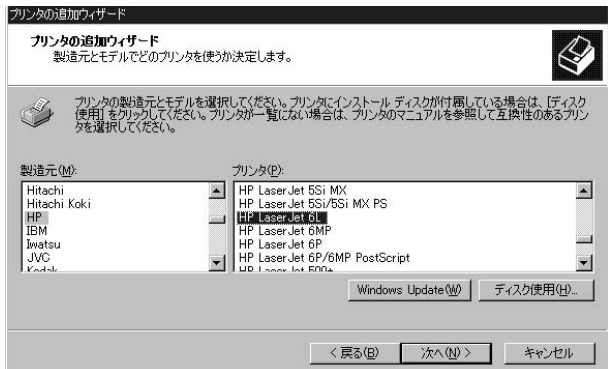 プリンタの追加ウィザード
プリンタの追加ウィザード
製造元とモデルでどのプリンタを使うか決定します。
プリンタの製造元とモデルを選択してください。プリンタにインストール ディスクが付属している場合は、[ディスク
使用] をクリックしてください。プリンタが一覧にない場合は、プリンタのマニュアルを参照して互換性のあるプリン
タを選択してください。
製造元(M):
Hitachi
Hitachi Koki
HP
IBM
Iwatsu
JVC
Kodak
プリンタ(P):
HP LaserJet 5Si MX
HP LaserJet 5Si/5Si MX PS
HP LaserJet 6L
HP LaserJet 6MP
HP LaserJet 6P
HP LaserJet 6P/6MP PostScript
HP LaserJet 500+
Windows Update(W)
ディスク使用(H)...
< 戻る(B)
次へ(N) >
キャンセル